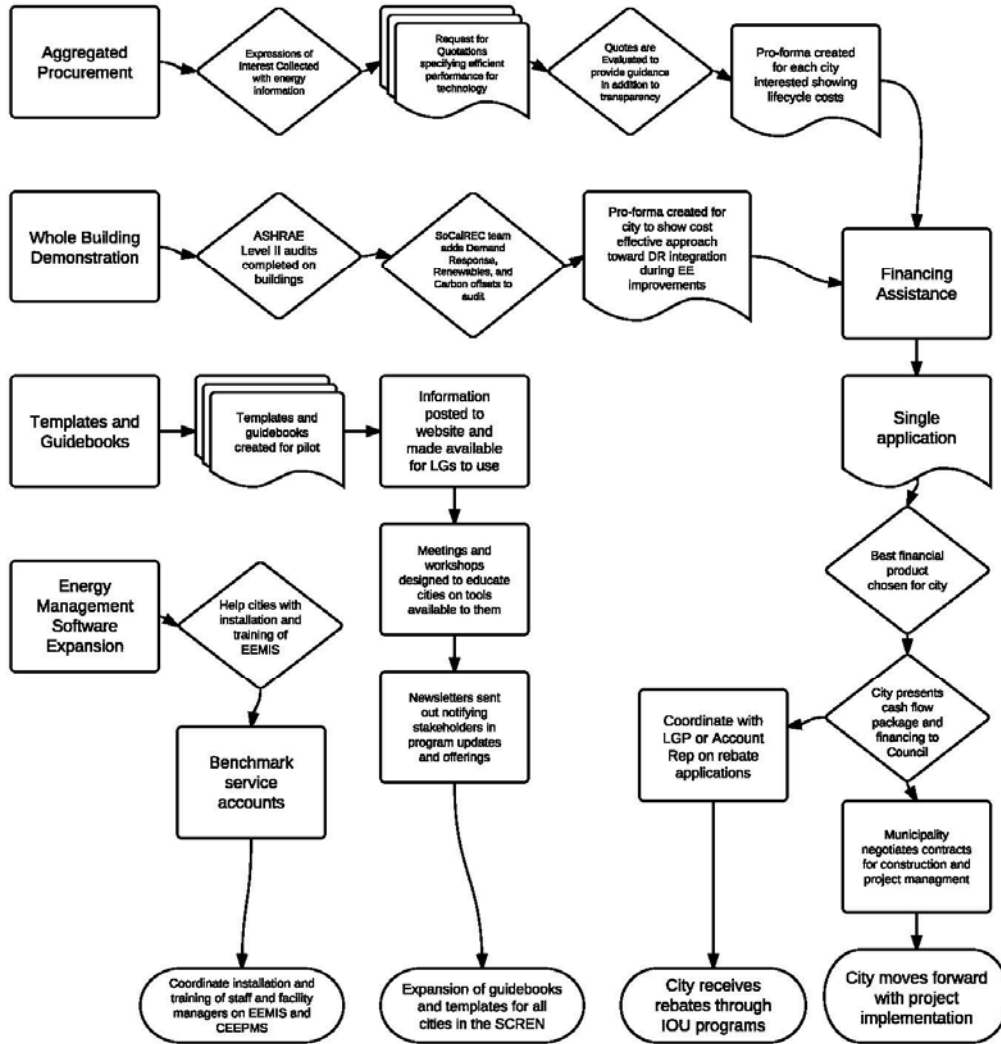 Aggregated
Procurement
Expressions of
Interest Collected
with energy
information
Request for
Quotations
specifying efficient
performance for
technology
Quotes are
Evaluated to
provide guidance
in addition to
transparency
Pro-forma created
for each city
interested showing
lifecycle costs
Whole Building
Demonstration
ASHRAE
Level II audits
completed on
buildings
SoCalREC team
adds Demand
Response,
Renewables, and
Carbon offsets to
audit.
Pro-forma created for
city to show cost
effective approach
toward DR integration
during EE
improvements
Financing
Assistance
Templates and
Guidebooks
Templates and
guidebooks
created for pilot
Information
posted to
website and
made available
for LGs to use
Single
application
Meetings and
workshops
designed to educate
cities on tools
available to them
Best financial
product
chosen for city
Energy
Management
Software
Expansion
Help cities with
installation and
training of
EEMIS
Newsletters sent
out notifying
stakeholders in
program updates
and offerings
Coordinate with
LGP or Account
Rep on rebate
applications
City presents
cash flow
package and
financing to
Council
Benchmark
service
accounts
Municipality
negotiates contracts
for construction and
project managment
Coordinate installation and
training of staff and facility
managers on EEMIS and
CEEPMS
Expansion of guidebooks
and templates for all
cities in the SCREN
City receives
rebates through
IOU programs
City moves forward
with project
implementation